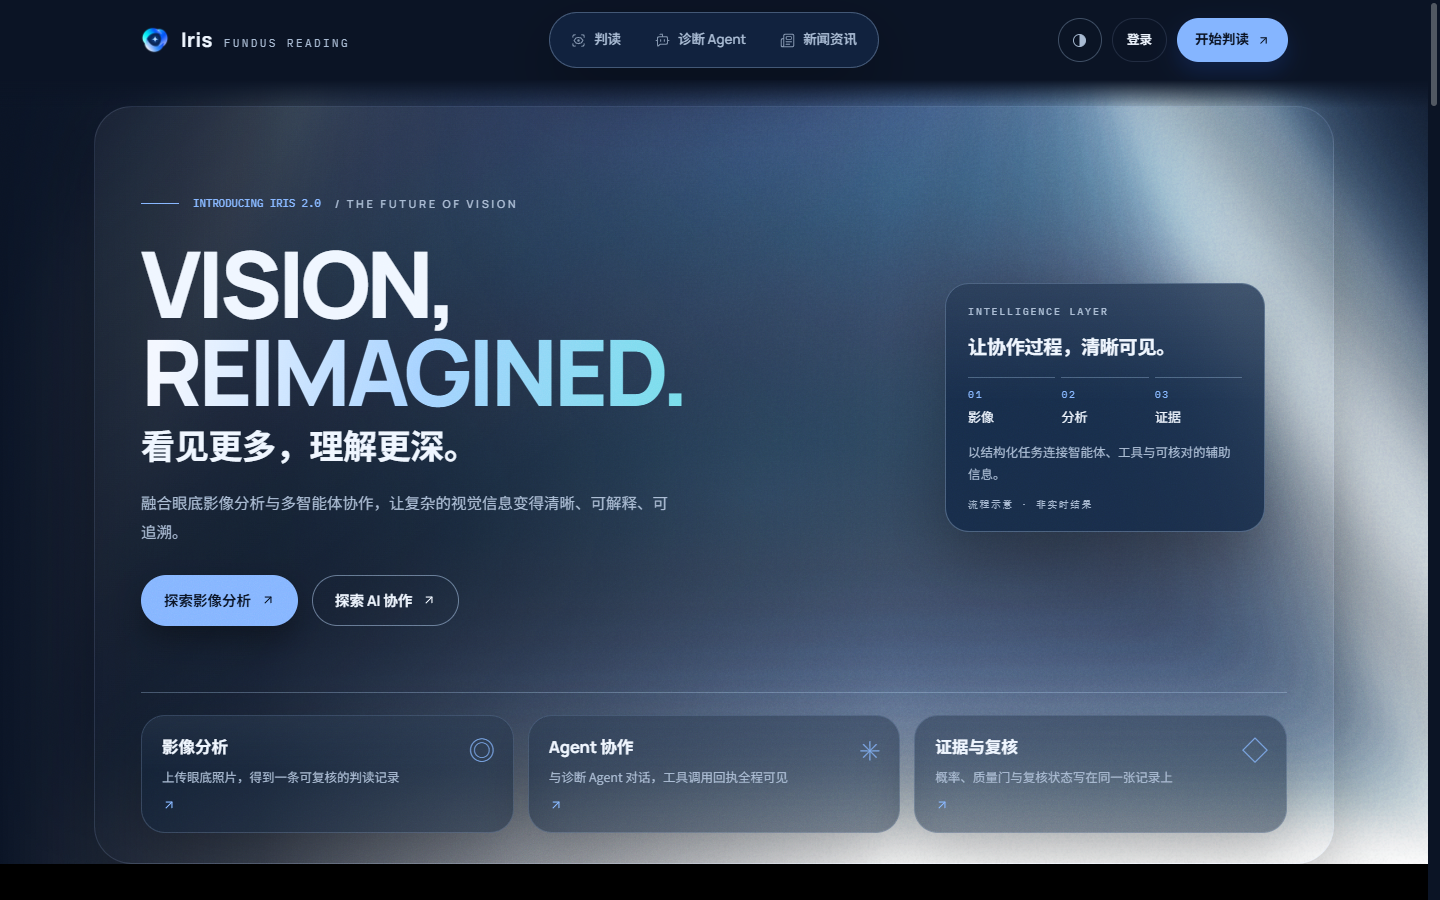 Iris FUNDUS READING
判读
诊断 Agent
新闻资讯
登录
开始判读
INTRODUCING IRIS 2.0 / THE FUTURE OF VISION
VISION,
REIMAGINED.
看见更多，理解更深。
融合眼底影像分析与多智能体协作，让复杂的视觉信息变得清晰、可解释、可
追溯。
探索影像分析
探索 AI 协作
INTELLIGENCE LAYER
让协作过程，清晰可见。
01 02 03
影像 分析 证据
以结构化任务连接智能体、工具与可核对的辅助
信息。
流程示意 · 非实时结果
影像分析
上传眼底照片，得到一条可复核的判读记录
Agent 协作
与诊断 Agent 对话，工具调用回执全程可见
证据与复核
概率、质量门与复核状态写在同一张记录上